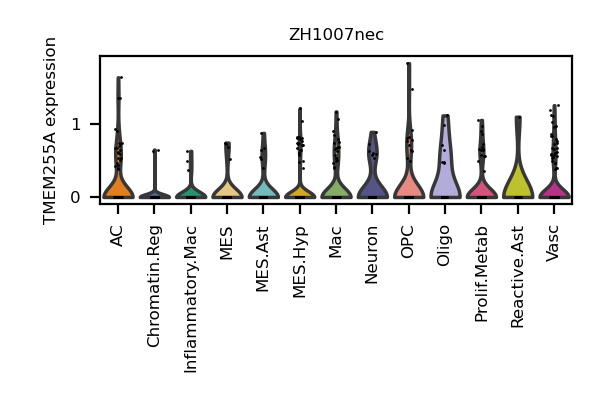 ZH1007nec
TMEM255A expression
1
0
AC
Chromatin.Reg
Inflammatory.Mac
MES
MES.Ast
MES.Hyp
Mac
Neuron
OPC
Oligo
Prolif.Metab
Reactive.Ast
Vasc